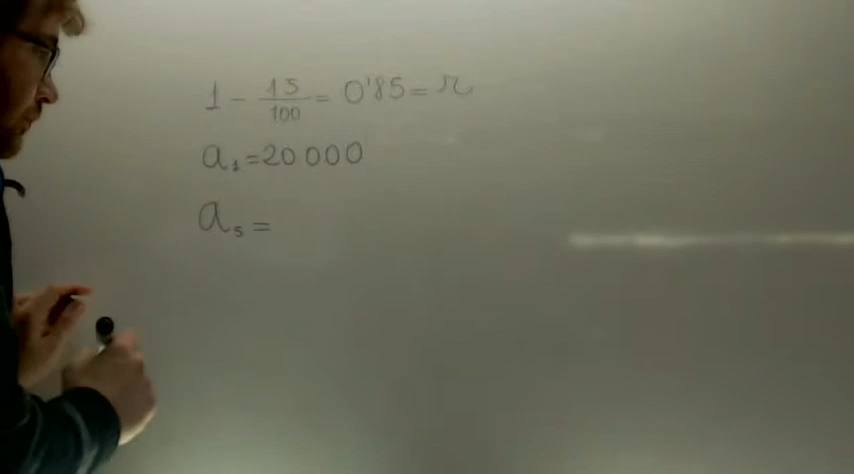 1 - 15/100 = 0'85 = r
a₁ = 20 000
a₅ =